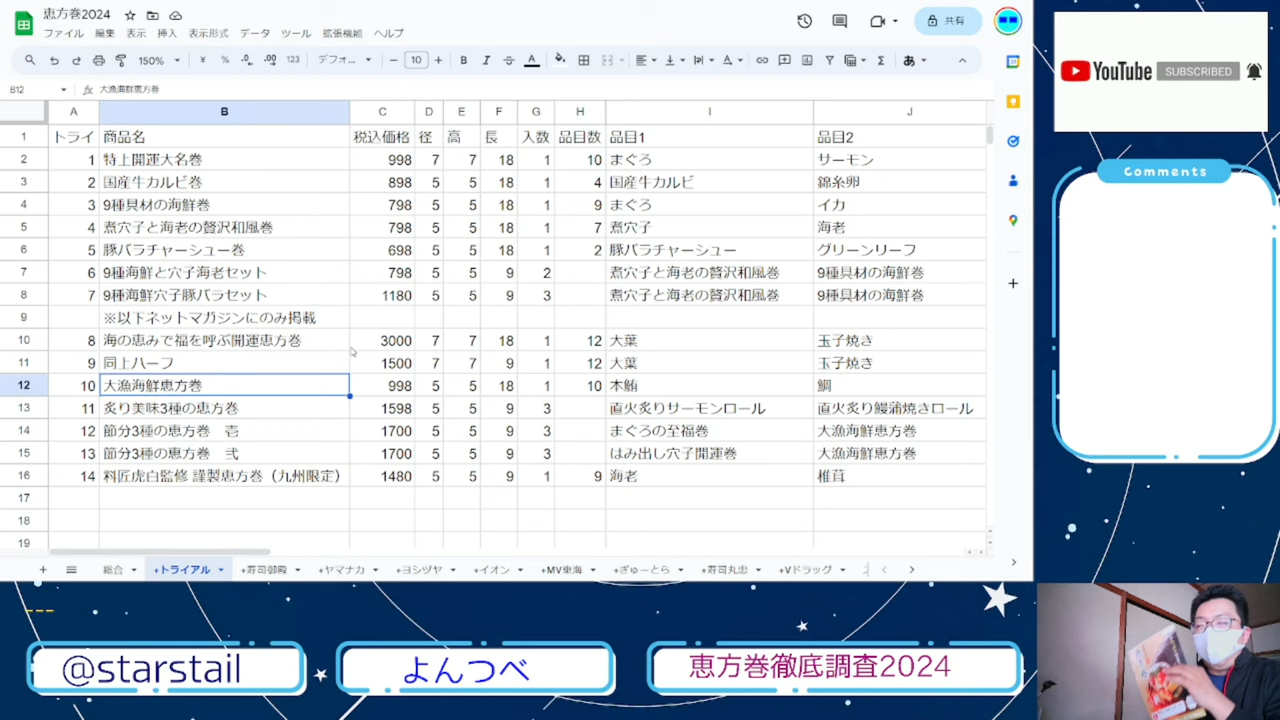 恵方巻2024
ファイル 編集 表示 挿入 表示形式 データ ツール 拡張機能 ヘルプ
共有
150% ¥ % .0 .00 123 デフォ... 10 B I A Σ あ
B12 fx 大漁海鮮恵方巻
A B C D E F G H I J
1 トライ 商品名 税込価格 径 高 長 入数 品目数 品目1 品目2
2 1 特上開運大名巻 998 7 7 18 1 10 まぐろ サーモン
3 2 国産牛カルビ巻 898 5 5 18 1 4 国産牛カルビ 錦糸卵
4 3 9種具材の海鮮巻 798 5 5 18 1 9 まぐろ イカ
5 4 煮穴子と海老の贅沢和風巻 798 5 5 18 1 7 煮穴子 海老
6 5 豚バラチャーシュー巻 698 5 5 18 1 2 豚バラチャーシュー グリーンリーフ
7 6 9種海鮮と穴子海老セット 798 5 5 9 2 煮穴子と海老の贅沢和風巻 9種具材の海鮮巻
8 7 9種海鮮穴子豚バラセット 1180 5 5 9 3 煮穴子と海老の贅沢和風巻 9種具材の海鮮巻
9 ※以下ネットマガジンにのみ掲載
10 8 海の恵みで福を呼ぶ開運恵方巻 3000 7 7 18 1 12 大葉 玉子焼き
11 9 同上ハーフ 1500 7 7 9 1 12 大葉 玉子焼き
12 10 大漁海鮮恵方巻 998 5 5 18 1 10 本鮪 鯛
13 11 炙り美味3種の恵方巻 1598 5 5 9 3 直火炙りサーモンロール 直火炙り鰻蒲焼きロール
14 12 節分3種の恵方巻 壱 1700 5 5 9 3 まぐろの至福巻 大漁海鮮恵方巻
15 13 節分3種の恵方巻 弐 1700 5 5 9 3 はみ出し穴子開運巻 大漁海鮮恵方巻
16 14 料匠虎白監修 謹製恵方巻（九州限定） 1480 5 5 9 1 9 海老 椎茸
17
18
19
総合 +トライアル +寿司御殿 +ヤマナカ +ヨシヅヤ +イオン +MV東海 +ぎゅーとら +寿司丸忠 +Vドラッグ
YouTube SUBSCRIBED
Comments
@starstail
よんつべ
恵方巻徹底調査2024